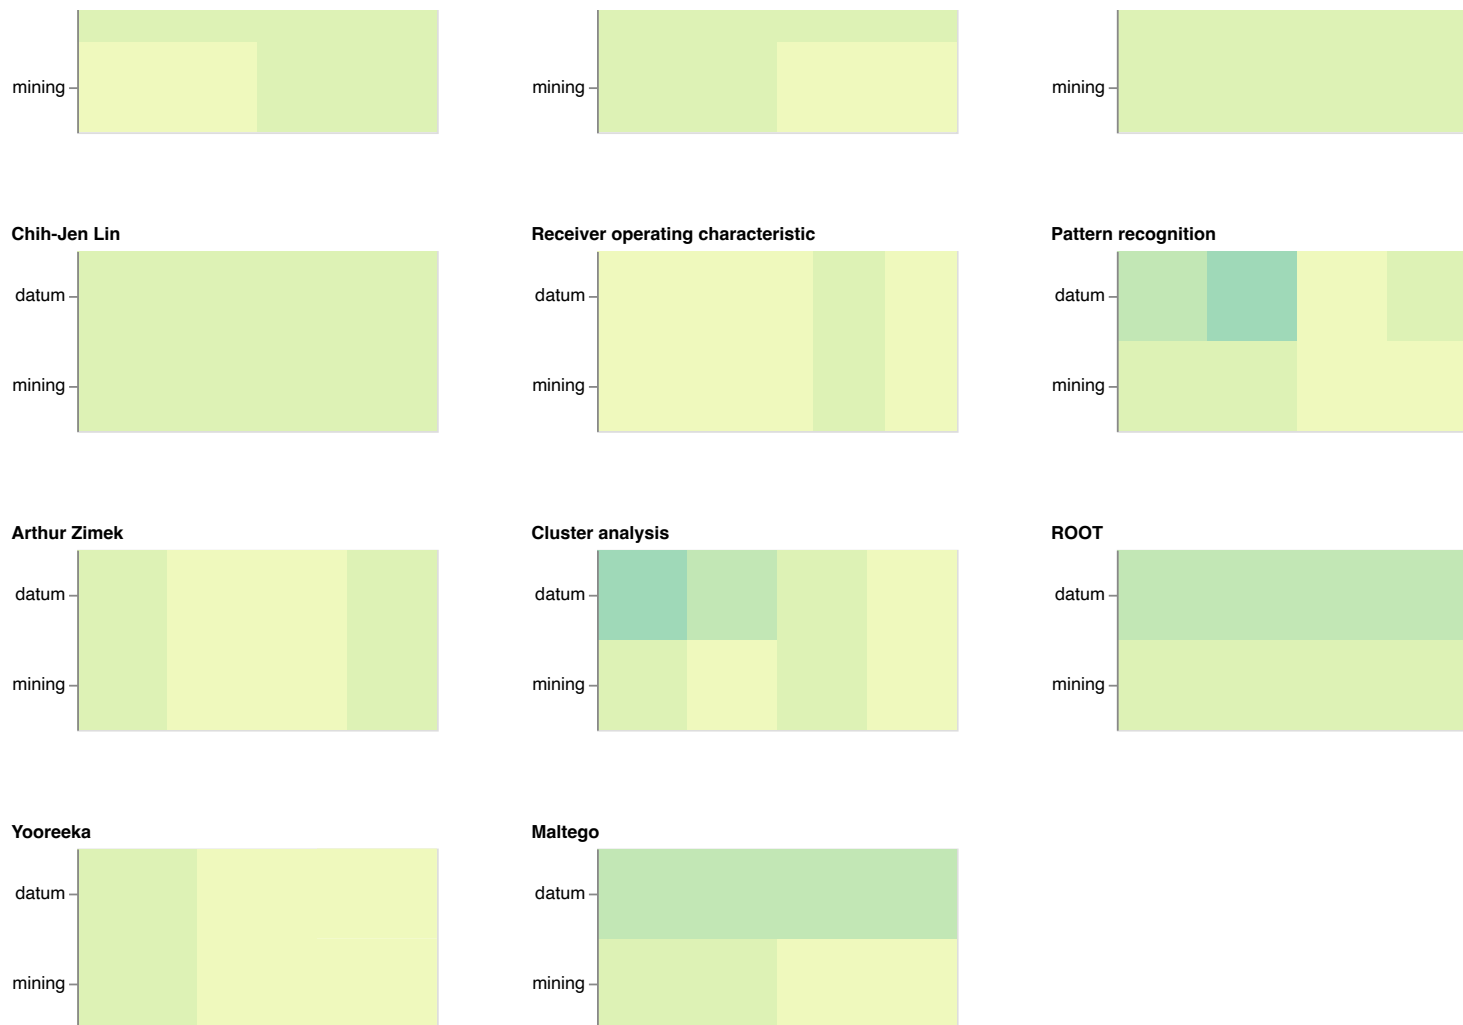 mining mining mining
Chih-Jen Lin Receiver operating characteristic Pattern recognition
datum datum datum
mining mining mining
Arthur Zimek Cluster analysis ROOT
datum datum datum
mining mining mining
Yooreeka Maltego
datum datum
mining mining